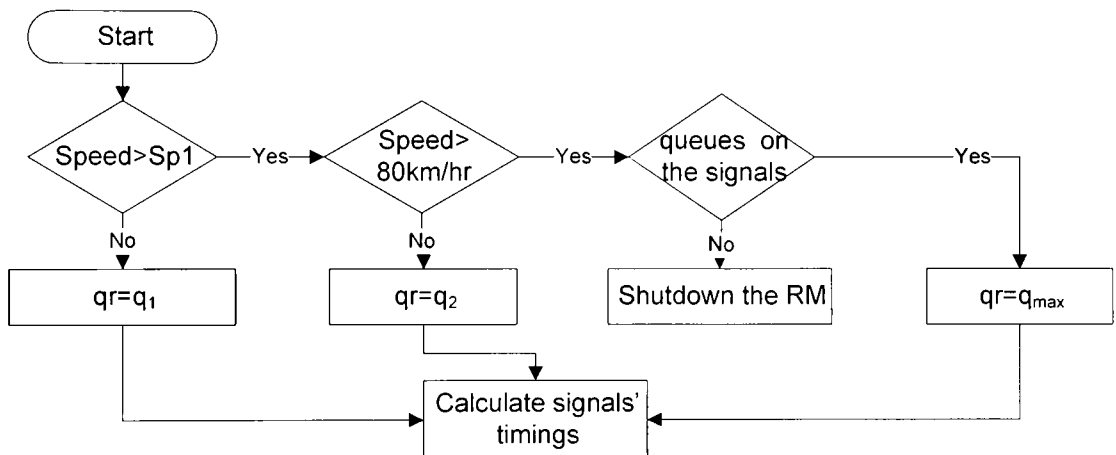 Start
Speed>Sp1
Yes
Speed>
80km/hr
Yes
queues on
the signals
Yes
No
No
No
qr=q₁
qr=q₂
Shutdown the RM
qr=qmax
Calculate signals'
timings